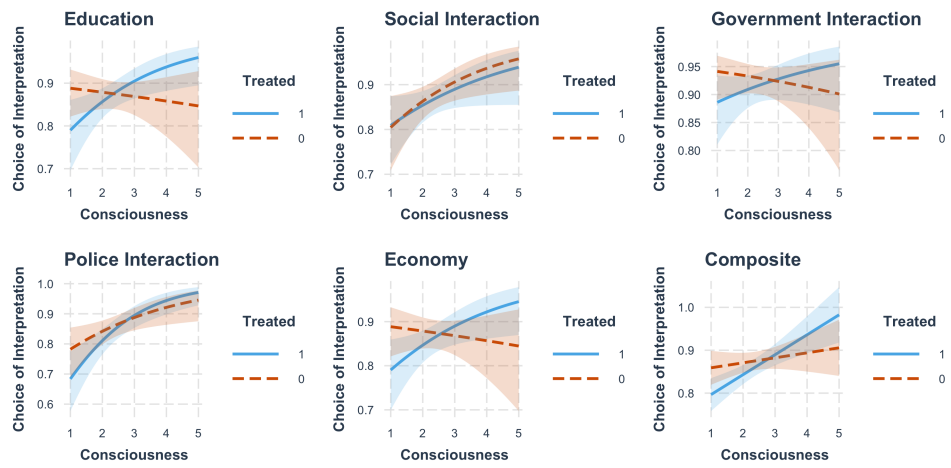 Education
Choice of Interpretation
0.9
0.8
0.7
1 2 3 4 5
Consciousness
Treated
1
0
Social Interaction
Choice of Interpretation
0.9
0.8
0.7
1 2 3 4 5
Consciousness
Treated
1
0
Government Interaction
Choice of Interpretation
0.95
0.90
0.85
0.80
1 2 3 4 5
Consciousness
Treated
1
0
Police Interaction
Choice of Interpretation
1.0
0.9
0.8
0.7
0.6
1 2 3 4 5
Consciousness
Treated
1
0
Economy
Choice of Interpretation
0.9
0.8
0.7
1 2 3 4 5
Consciousness
Treated
1
0
Composite
Choice of Interpretation
1.0
0.9
0.8
1 2 3 4 5
Consciousness
Treated
1
0